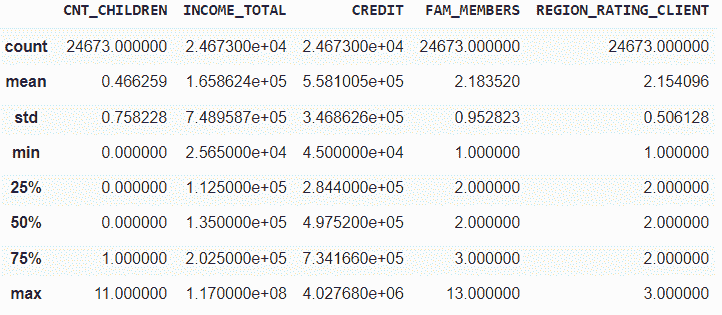 CNT_CHILDREN INCOME_TOTAL CREDIT FAM_MEMBERS REGION_RATING_CLIENT
count 24673.000000 2.467300e+04 2.467300e+04 24673.000000 24673.000000
mean 0.466259 1.658624e+05 5.581005e+05 2.183520 2.154096
std 0.758228 7.489587e+05 3.468626e+05 0.952823 0.506128
min 0.000000 2.565000e+04 4.500000e+04 1.000000 1.000000
25% 0.000000 1.125000e+05 2.844000e+05 2.000000 2.000000
50% 0.000000 1.350000e+05 4.975200e+05 2.000000 2.000000
75% 1.000000 2.025000e+05 7.341660e+05 3.000000 2.000000
max 11.000000 1.170000e+08 4.027680e+06 13.000000 3.000000